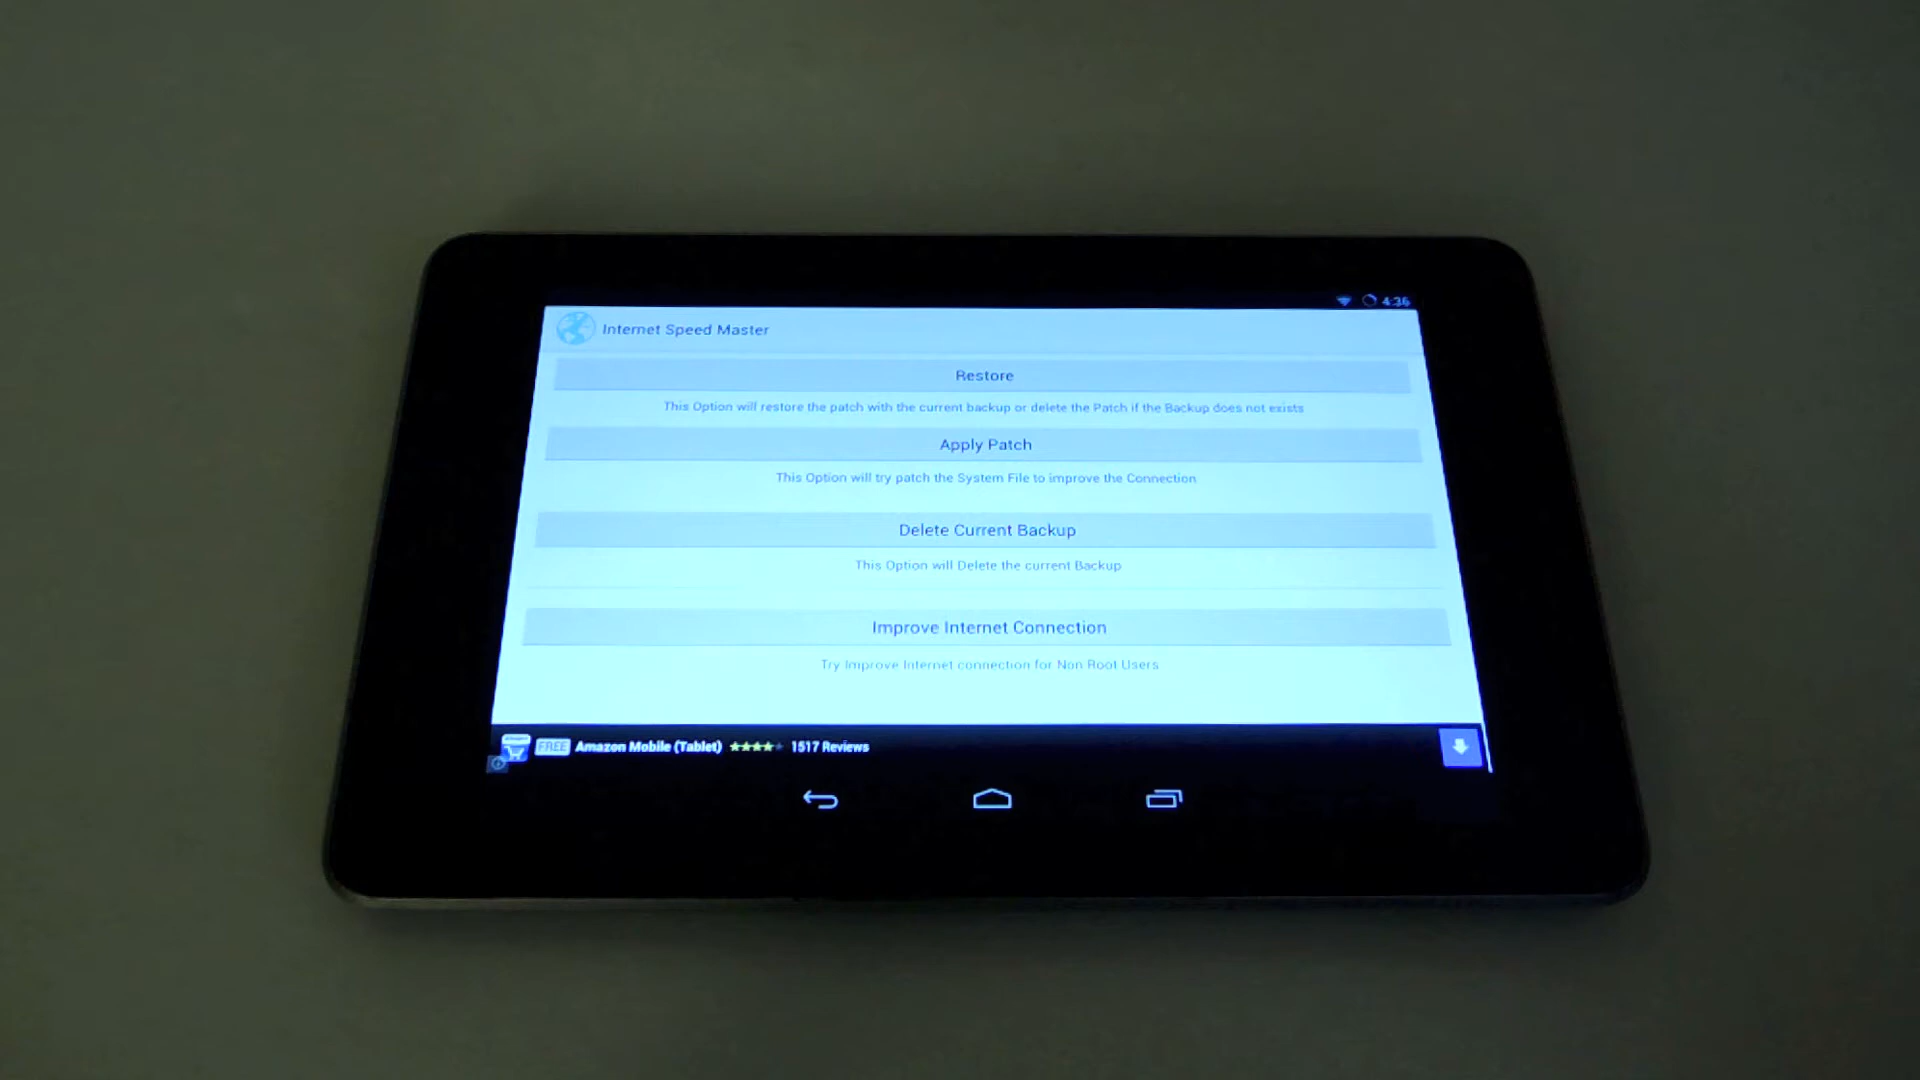 4:36
Internet Speed Master
Restore
This Option will restore the patch with the current backup or delete the Patch if the Backup does not exists
Apply Patch
This Option will try patch the System File to improve the Connection
Delete Current Backup
This Option will Delete the current Backup
Improve Internet Connection
Try Improve Internet connection for Non Root Users
FREE Amazon Mobile (Tablet) 1517 Reviews